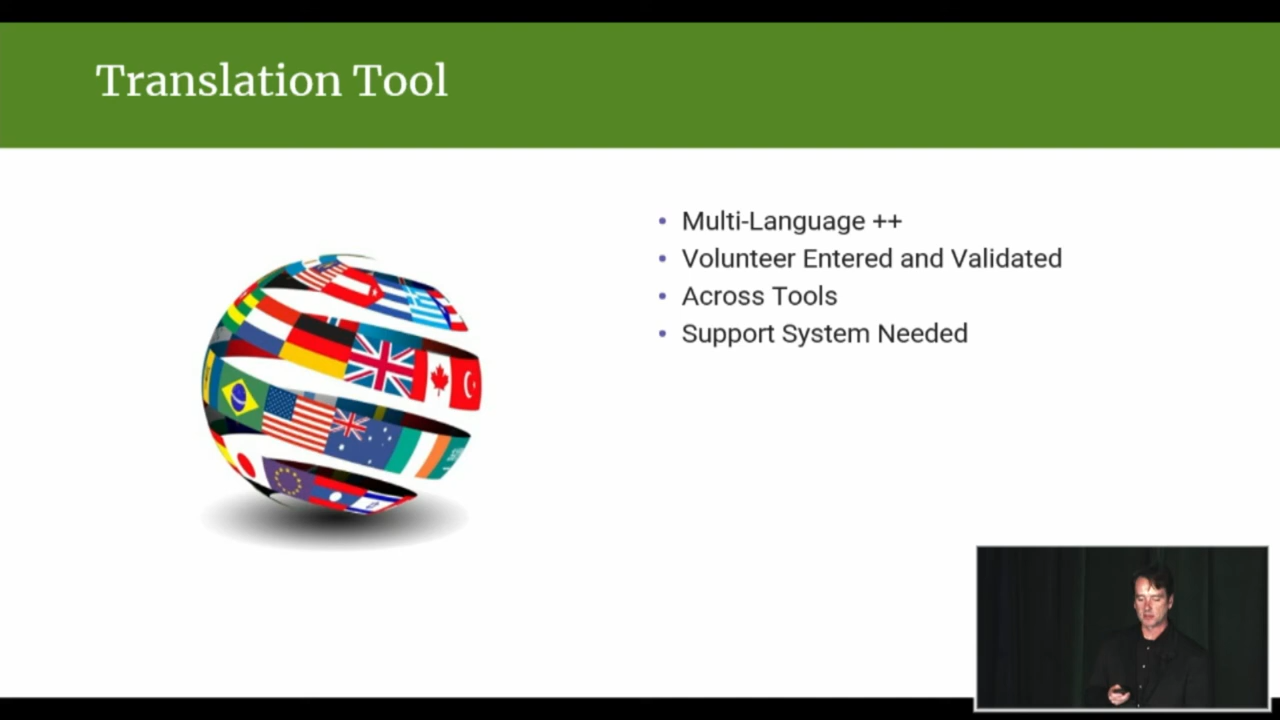 Translation Tool
Multi-Language ++
Volunteer Entered and Validated
Across Tools
Support System Needed